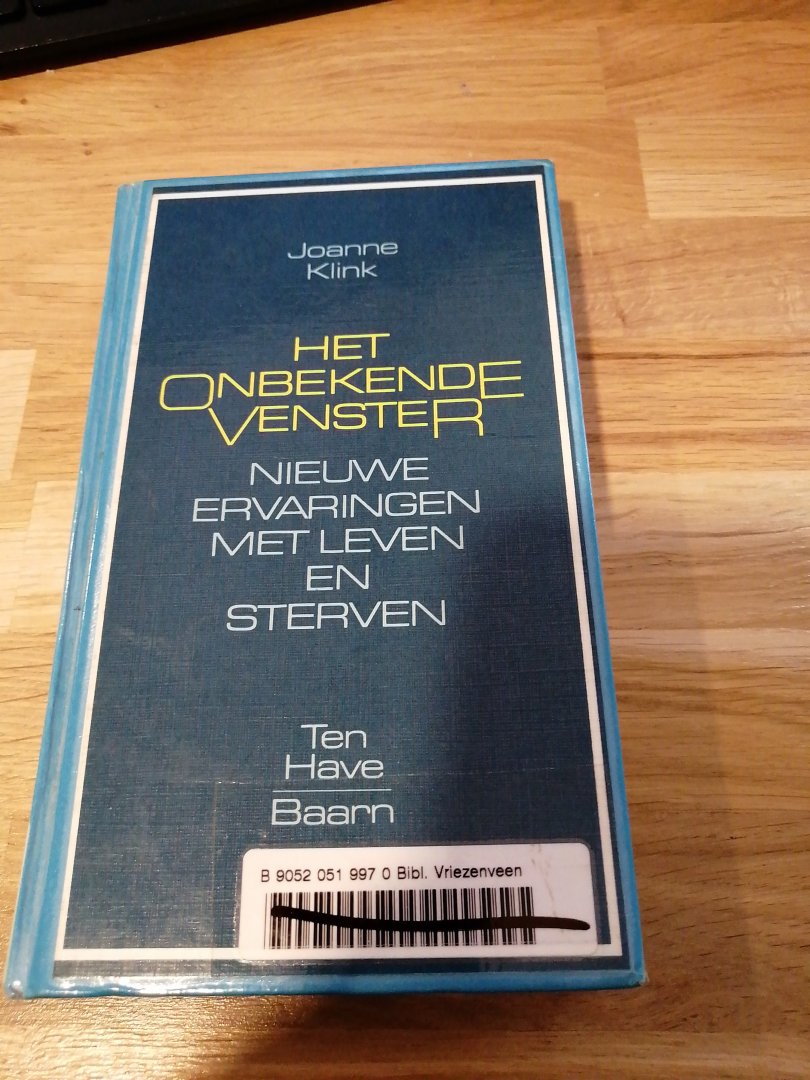 Joanne
Klink
HET
ONBEKENDE
VENSTER
NIEUWE
ERVARINGEN
MET LEVEN
EN
STERVEN
Ten
Have
Baarn
B 9052 051 997 0 Bibl. Vriezenveen